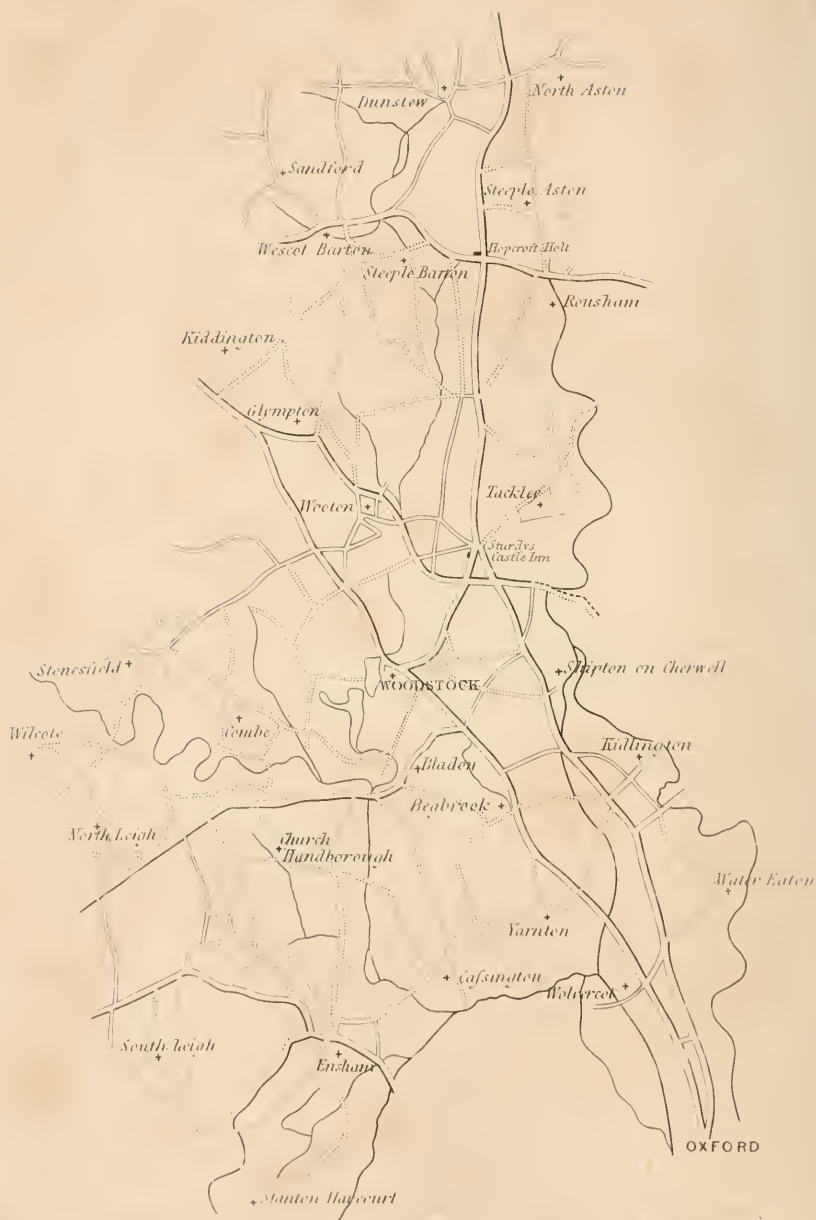 North Aston
Dunstew
Sandford
Steeple Aston
Wescot Barton
Hopcroft Holt
Steeple Barton
Rousham
Kiddington
Glympton
Wooton
Tackley
Sturdys
Castle Inn
Stonesfield
WOODSTOCK
Shipton on Cherwell
Wilcote
Combe
Kidlington
Bladon
Beabrock
North Leigh
Church
Handborough
Water Eaton
Yarnton
Caſsington
Wolvercot
South Leigh
Ensham
OXFORD
Stanton Harcourt